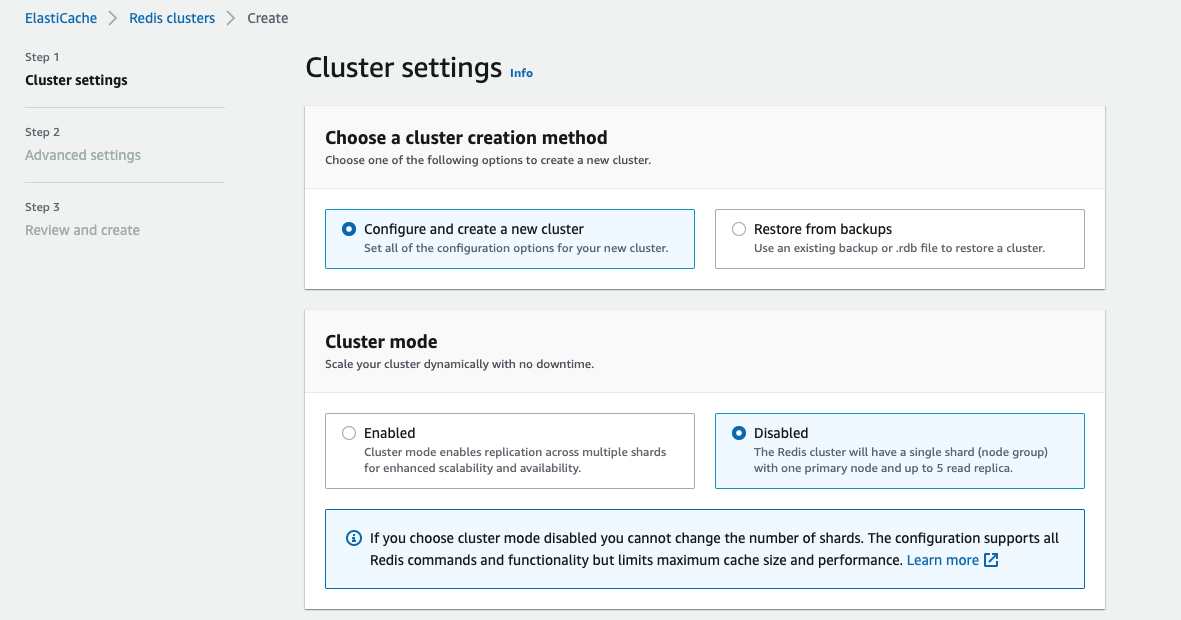 ElastiCache > Redis clusters > Create
Step 1
Cluster settings
Step 2
Advanced settings
Step 3
Review and create
Cluster settings Info
Choose a cluster creation method
Choose one of the following options to create a new cluster.
Configure and create a new cluster
Set all of the configuration options for your new cluster.
Restore from backups
Use an existing backup or .rdb file to restore a cluster.
Cluster mode
Scale your cluster dynamically with no downtime.
Enabled
Cluster mode enables replication across multiple shards
for enhanced scalability and availability.
Disabled
The Redis cluster will have a single shard (node group)
with one primary node and up to 5 read replica.
If you choose cluster mode disabled you cannot change the number of shards. The configuration supports all
Redis commands and functionality but limits maximum cache size and performance. Learn more